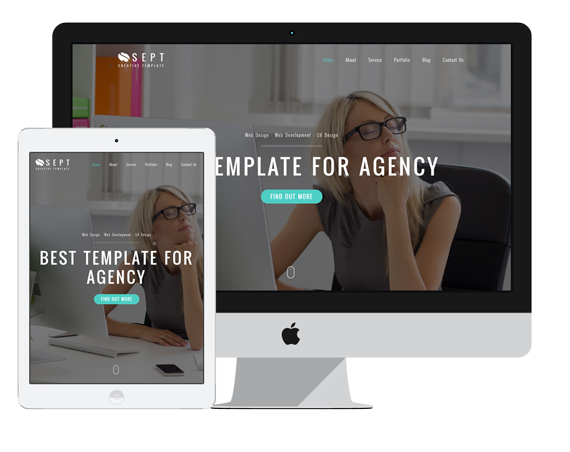 SEPT
CREATIVE TEMPLATE
Home About Service Portfolio Blog Contact Us
Web Design . Web Development . UX Design
EMPLATE FOR AGENCY
FIND OUT MORE
SEPT
CREATIVE TEMPLATE
Home About Service Portfolio Blog Contact Us
Web Design . Web Development . UX Design
BEST TEMPLATE FOR
AGENCY
FIND OUT MORE